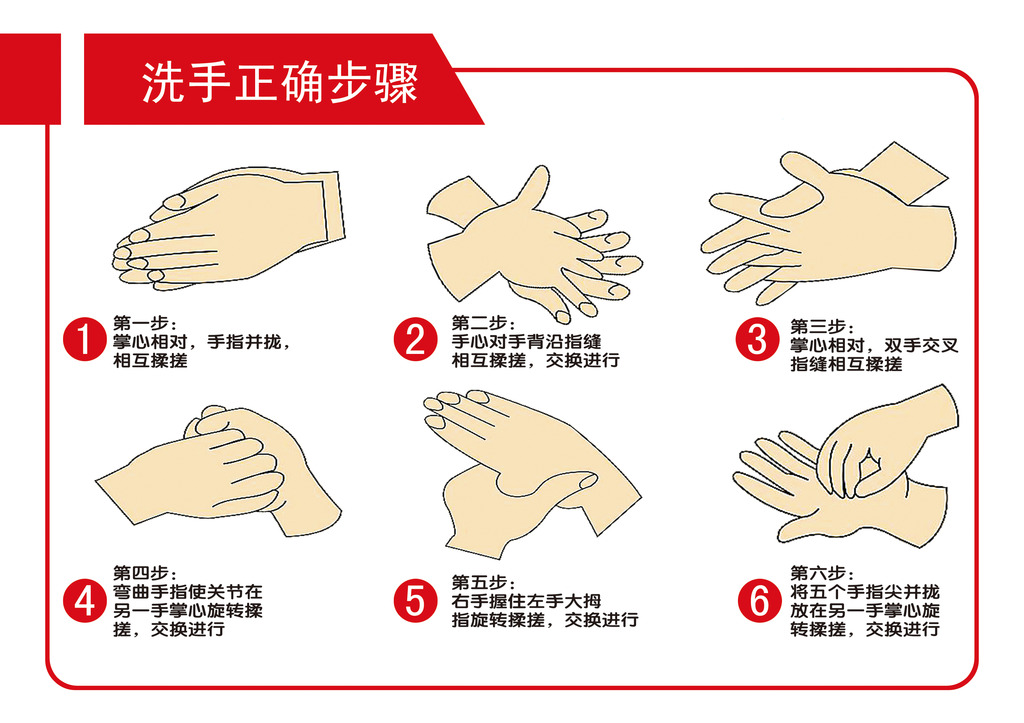 洗手正确步骤
1
第一步：
掌心相对，手指并拢，
相互揉搓
2
第二步：
手心对手背沿指缝
相互揉搓，交换进行
3
第三步：
掌心相对，双手交叉
指缝相互揉搓
4
第四步：
弯曲手指使关节在
另一手掌心旋转揉
搓，交换进行
5
第五步：
右手握住左手大拇
指旋转揉搓，交换进行
6
第六步：
将五个手指尖并拢
放在另一手掌心旋
转揉搓，交换进行